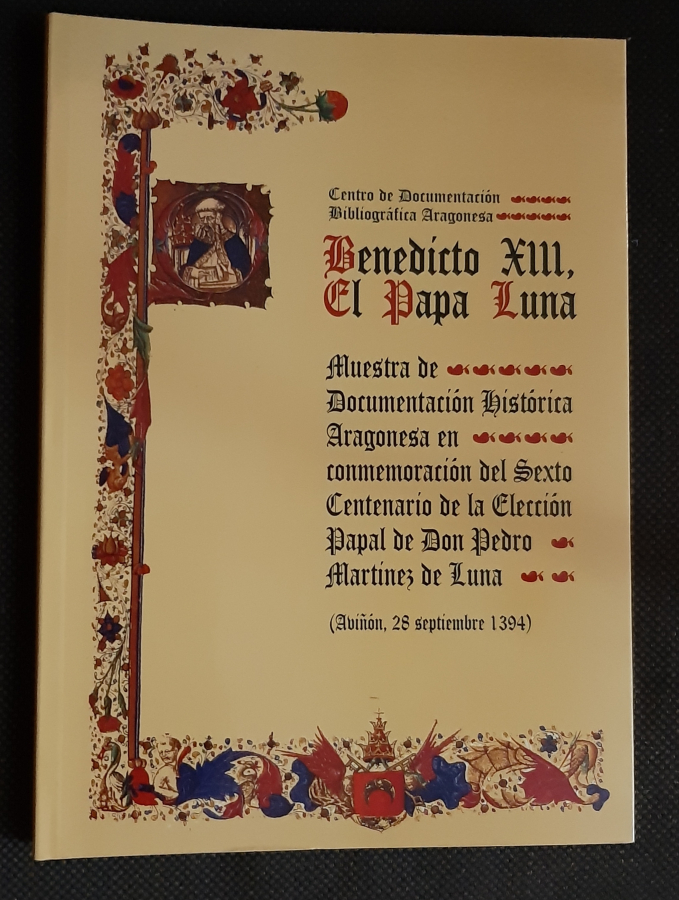 Centro de Documentación
Bibliográfica Aragonesa
Benedicto XIII,
El Papa Luna
Muestra de
Documentación Histórica
Aragonesa en
conmemoración del Sexto
Centenario de la Elección
Papal de Don Pedro
Martinez de Luna
(Aviñón, 28 septiembre 1394)